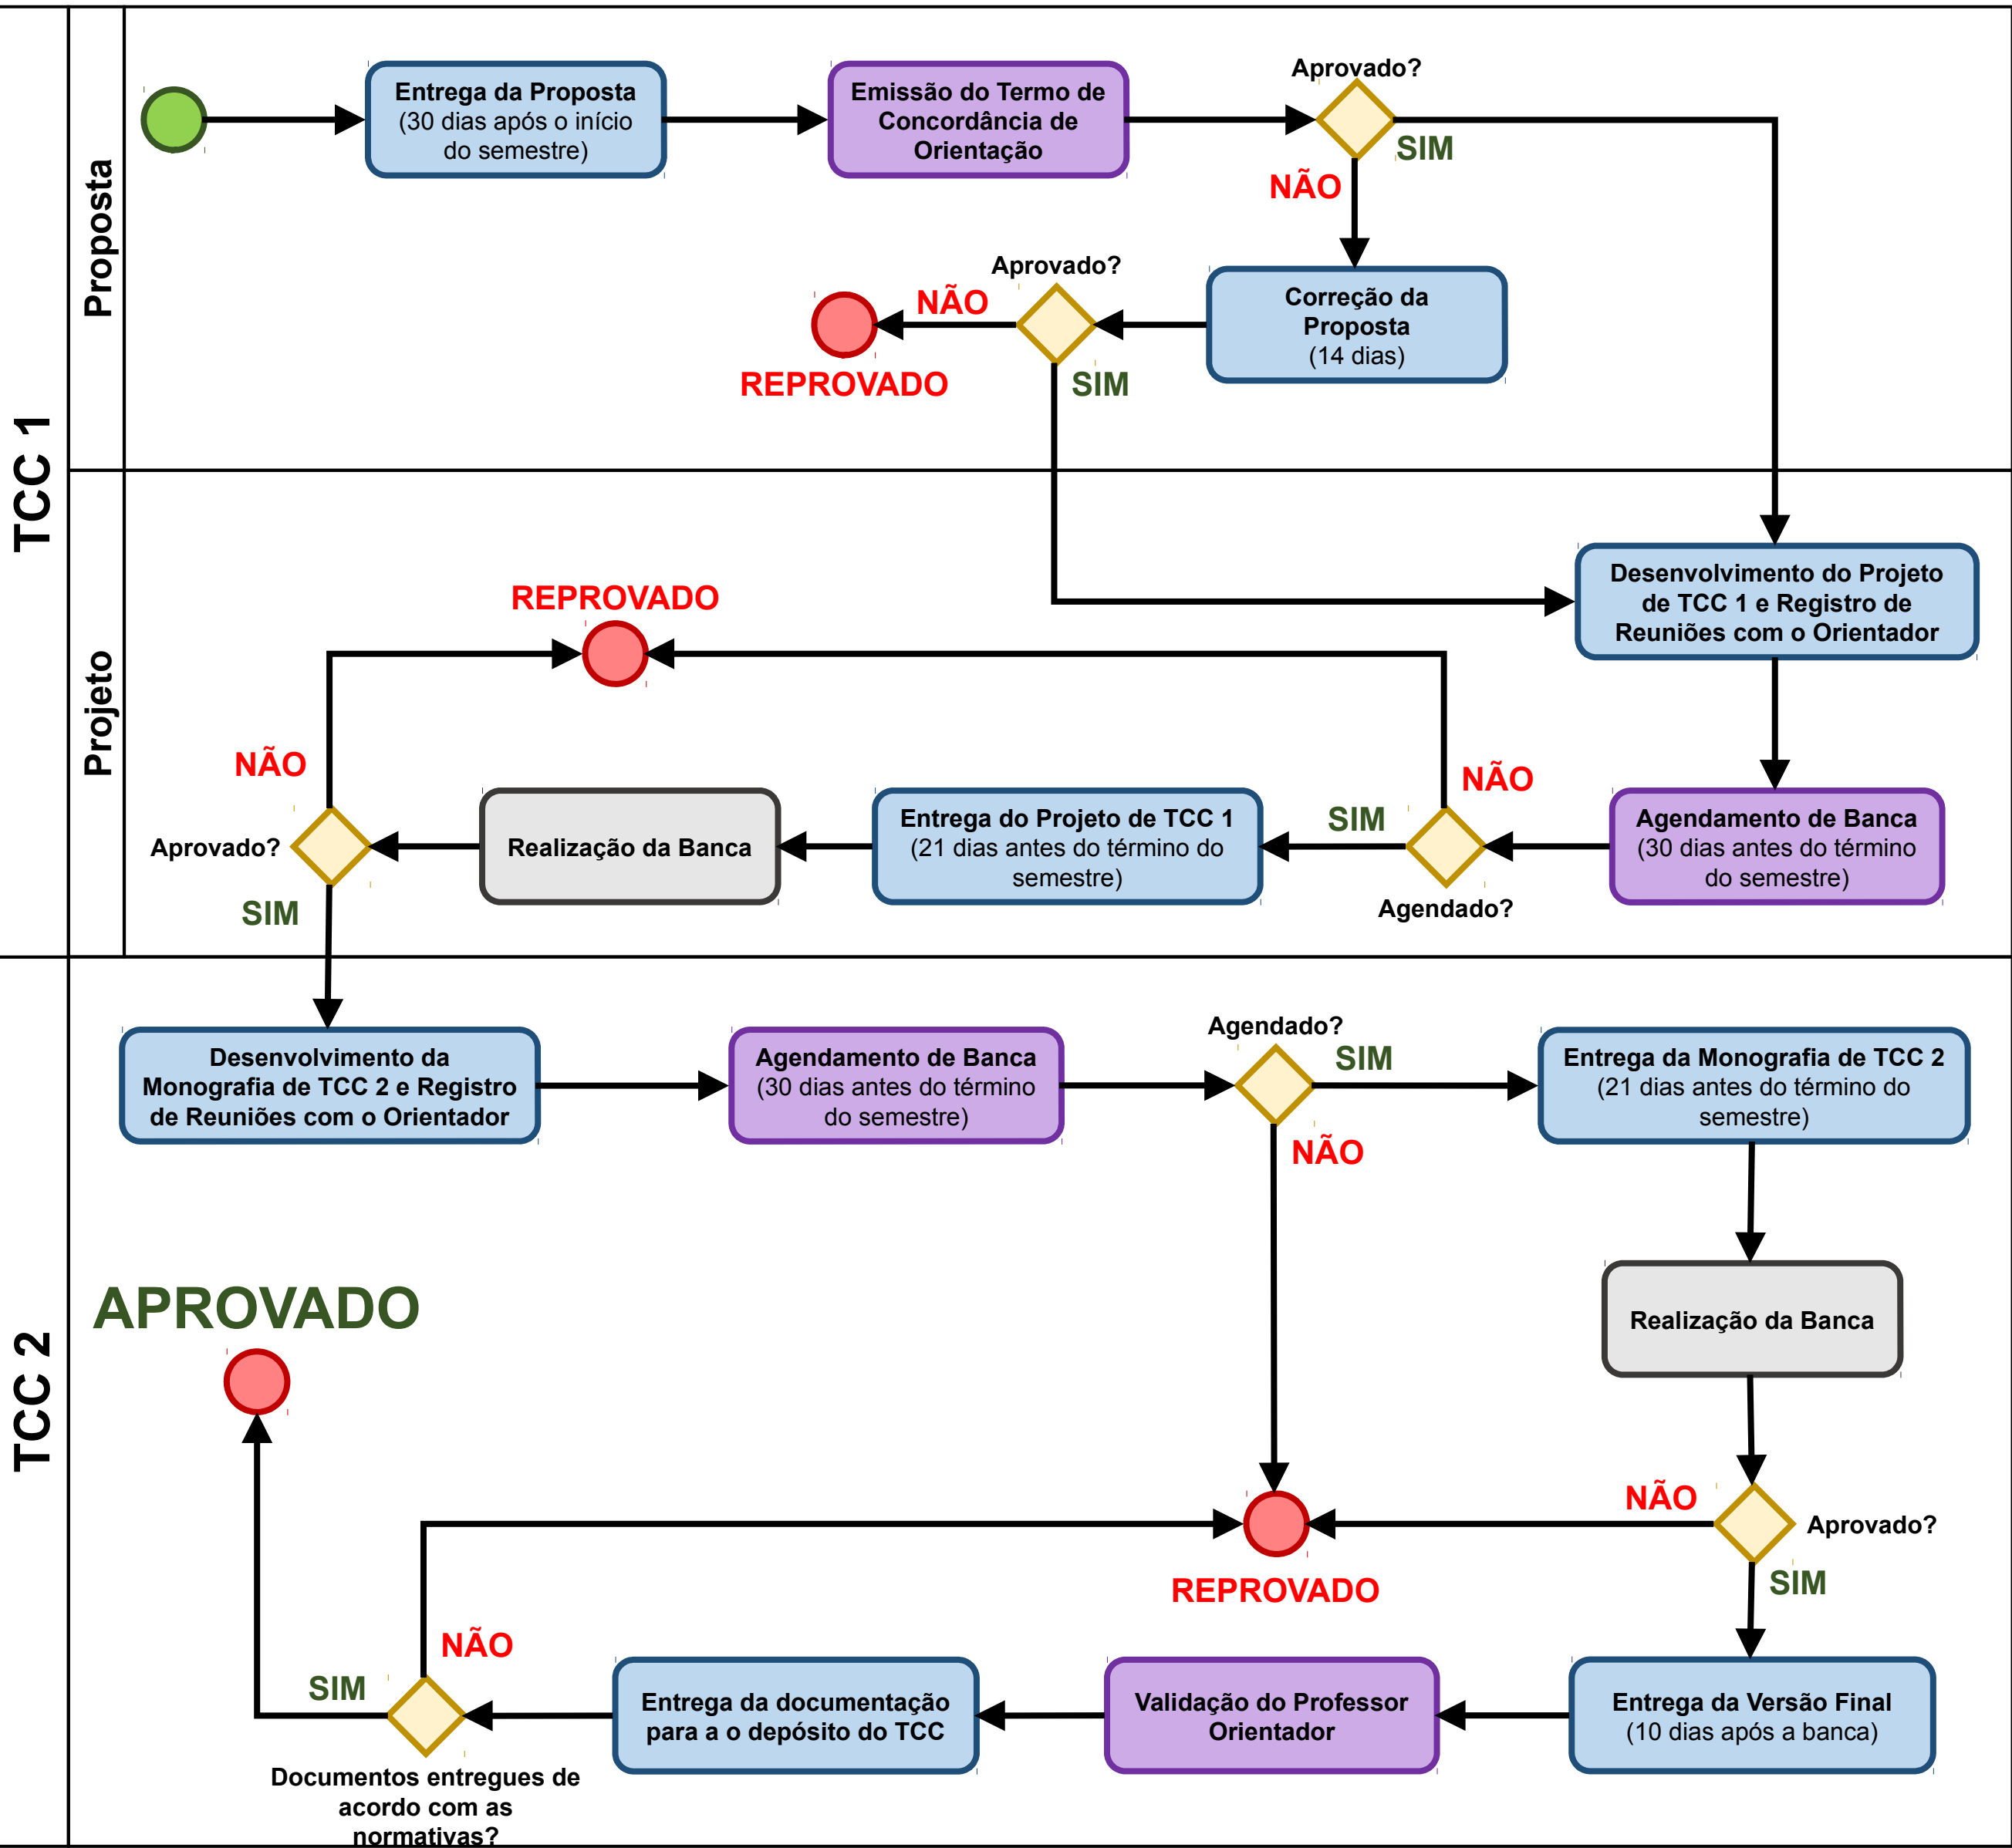 TCC 1
Proposta
Entrega da Proposta
(30 dias após o início
do semestre)
Emissão do Termo de
Concordância de
Orientação
Aprovado?
SIM
NÃO
Correção da
Proposta
(14 dias)
Aprovado?
NÃO
REPROVADO
SIM
Projeto
Desenvolvimento do Projeto
de TCC 1 e Registro de
Reuniões com o Orientador
REPROVADO
Agendamento de Banca
(30 dias antes do término
do semestre)
NÃO
SIM
Agendado?
Entrega do Projeto de TCC 1
(21 dias antes do término do
semestre)
Realização da Banca
NÃO
Aprovado?
SIM
TCC 2
Desenvolvimento da
Monografia de TCC 2 e Registro
de Reuniões com o Orientador
Agendamento de Banca
(30 dias antes do término
do semestre)
Agendado?
SIM
NÃO
Entrega da Monografia de TCC 2
(21 dias antes do término do
semestre)
Realização da Banca
NÃO
Aprovado?
SIM
REPROVADO
Entrega da Versão Final
(10 dias após a banca)
Validação do Professor
Orientador
Entrega da documentação
para a o depósito do TCC
NÃO
SIM
Documentos entregues de
acordo com as
normativas?
APROVADO